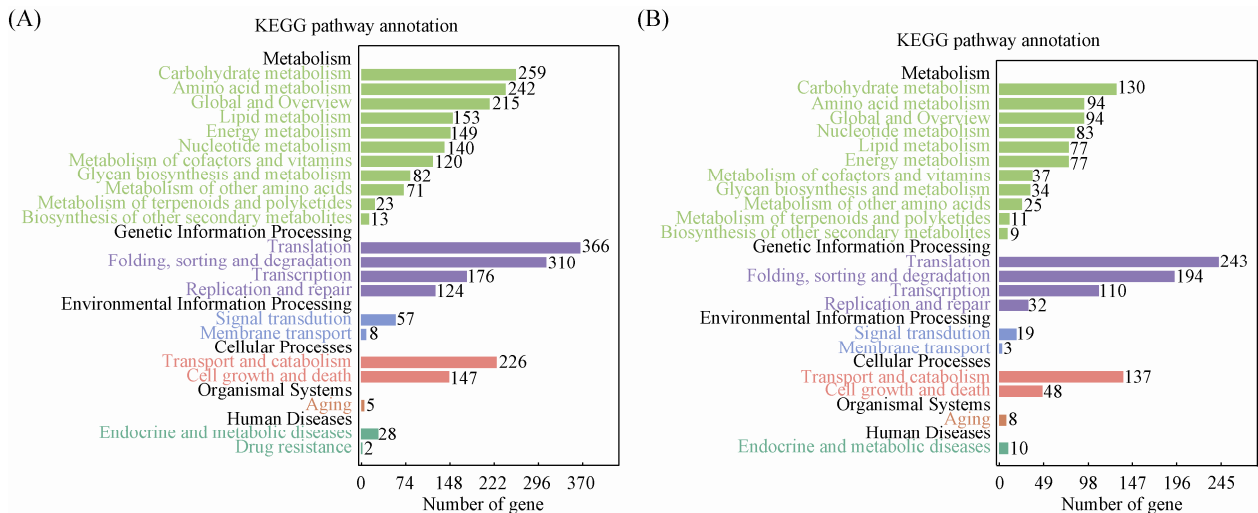 (A)
KEGG pathway annotation
Metabolism
Carbohydrate metabolism 259
Amino acid metabolism 242
Global and Overview 215
Lipid metabolism 153
Energy metabolism 149
Nucleotide metabolism 140
Metabolism of cofactors and vitamins 120
Glycan biosynthesis and metabolism 82
Metabolism of other amino acids 71
Metabolism of terpenoids and polyketides 23
Biosynthesis of other secondary metabolites 13
Genetic Information Processing
Translation 366
Folding, sorting and degradation 310
Transcription 176
Replication and repair 124
Environmental Information Processing
Signal transdution 57
Membrane transport 8
Cellular Processes
Transport and catabolism 226
Cell growth and death 147
Organismal Systems
Aging 5
Human Diseases
Endocrine and metabolic diseases 28
Drug resistance 2
0 74 148 222 296 370
Number of gene
(B)
KEGG pathway annotation
Metabolism
Carbohydrate metabolism 130
Amino acid metabolism 94
Global and Overview 94
Nucleotide metabolism 83
Lipid metabolism 77
Energy metabolism 77
Metabolism of cofactors and vitamins 37
Glycan biosynthesis and metabolism 34
Metabolism of other amino acids 25
Metabolism of terpenoids and polyketides 11
Biosynthesis of other secondary metabolites 9
Genetic Information Processing
Translation 243
Folding, sorting and degradation 194
Transcription 110
Replication and repair 32
Environmental Information Processing
Signal transdution 19
Membrane transport 3
Cellular Processes
Transport and catabolism 137
Cell growth and death 48
Organismal Systems
Aging 8
Human Diseases
Endocrine and metabolic diseases 10
0 49 98 147 196 245
Number of gene